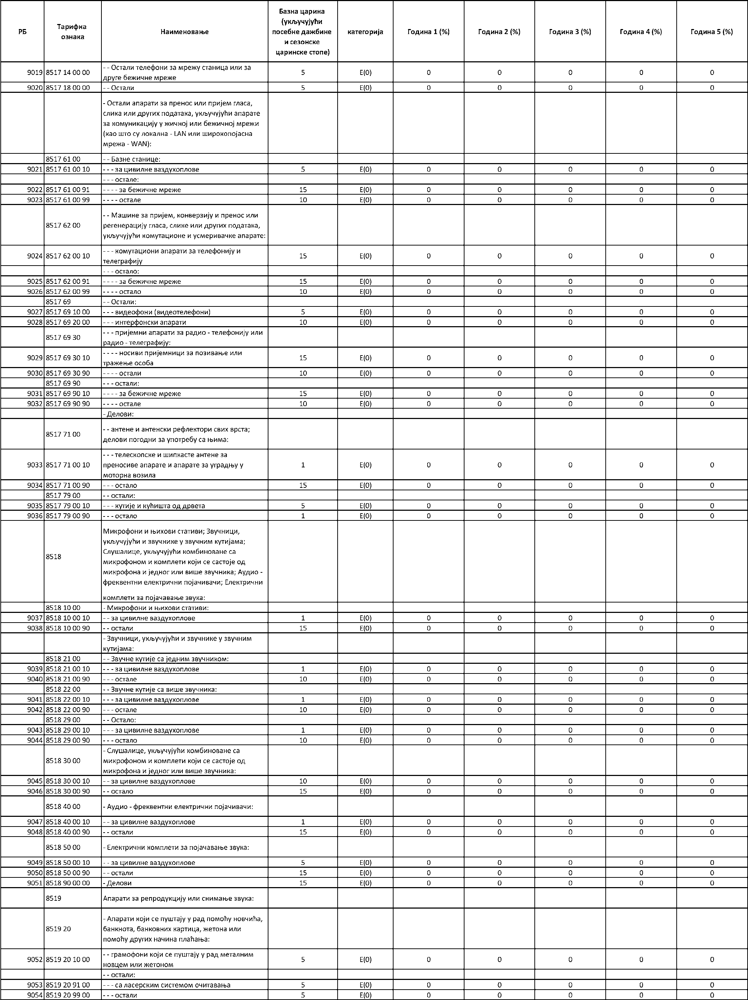 РБ Тарифна ознака Наименовање Базна царина (укључујући посебне дажбине и сезонске царинске стопе) категорија Година 1 (%) Година 2 (%) Година 3 (%) Година 4 (%) Година 5 (%)
9019 8517 14 00 00 - - Остали телефони за мрежу станица или за друге бежичне мреже 5 E(0) 0 0 0 0 0
9020 8517 18 00 00 - - Остали 5 E(0) 0 0 0 0 0
- Остали апарати за пренос или пријем гласа,
слика или других података, укључујући апарате
за комуникацију у жичној или бежичној мрежи
(као што су локална - LAN или широкопојасна
мрежа - WAN):
8517 61 00 - - Базне станице:
9021 8517 61 00 10 - - - за цивилне ваздухоплове 5 E(0) 0 0 0 0 0
- - - остале:
9022 8517 61 00 91 - - - - за бежичне мреже 15 E(0) 0 0 0 0 0
9023 8517 61 00 99 - - - - остале 10 E(0) 0 0 0 0 0
8517 62 00 - - Машине за пријем, конверзију и пренос или
регенерацију гласа, слике или других података,
укључујући комутационе и усмеривачке апарате:
9024 8517 62 00 10 - - - комутациони апарати за телефонију и телеграфију 15 E(0) 0 0 0 0 0
- - - остало:
9025 8517 62 00 91 - - - - за бежичне мреже 15 E(0) 0 0 0 0 0
9026 8517 62 00 99 - - - - остало 10 E(0) 0 0 0 0 0
8517 69 - - Остали:
9027 8517 69 10 00 - - - видеофони (видеотелефони) 5 E(0) 0 0 0 0 0
9028 8517 69 20 00 - - - интерфонски апарати 10 E(0) 0 0 0 0 0
8517 69 30 - - - пријемни апарати за радио - телефонију или
радио - телеграфију:
9029 8517 69 30 10 - - - - носиви пријемници за позивање или тражење особа 15 E(0) 0 0 0 0 0
9030 8517 69 30 90 - - - - остали 10 E(0) 0 0 0 0 0
8517 69 90 - - - остали:
9031 8517 69 90 10 - - - - за бежичне мреже 15 E(0) 0 0 0 0 0
9032 8517 69 90 90 - - - - остале 10 E(0) 0 0 0 0 0
- Делови:
8517 71 00 - - антене и антенски рефлектори свих врста;
делови погодни за употребу са њима:
9033 8517 71 00 10 - - - телескопске и шипкасте антене за преносиве апарате и апарате за уградњу у моторна возила 1 E(0) 0 0 0 0 0
9034 8517 71 00 90 - - - остало 15 E(0) 0 0 0 0 0
8517 79 00 - - остали:
9035 8517 79 00 10 - - - кутије и кућишта од дрвета 5 E(0) 0 0 0 0 0
9036 8517 79 00 90 - - - остало 1 E(0) 0 0 0 0 0
8518 Микрофони и њихови стативи; Звучници,
укључујући и звучнике у звучним кутијама;
Слушалице, укључујући комбиноване са
микрофоном и комплети који се састоје од
микрофона и једног или више звучника; Аудио -
фреквентни електрични појачивачи; Електрични
комплети за појачавање звука:
8518 10 00 - Микрофони и њихови стативи:
9037 8518 10 00 10 - - за цивилне ваздухоплове 1 E(0) 0 0 0 0 0
9038 8518 10 00 90 - - остали 15 E(0) 0 0 0 0 0
- Звучници, укључујући и звучнике у звучним
кутијама:
8518 21 00 - - Звучне кутије са једним звучником:
9039 8518 21 00 10 - - - за цивилне ваздухоплове 1 E(0) 0 0 0 0 0
9040 8518 21 00 90 - - - остале 10 E(0) 0 0 0 0 0
8518 22 00 - - Звучне кутије са више звучника:
9041 8518 22 00 10 - - - за цивилне ваздухоплове 1 E(0) 0 0 0 0 0
9042 8518 22 00 90 - - - остале 10 E(0) 0 0 0 0 0
8518 29 00 - - Остало:
9043 8518 29 00 10 - - - за цивилне ваздухоплове 1 E(0) 0 0 0 0 0
9044 8518 29 00 90 - - - остало 10 E(0) 0 0 0 0 0
8518 30 00 - Слушалице, укључујући комбиноване са
микрофоном и комплети који се састоје од
микрофона и једног или више звучника:
9045 8518 30 00 10 - - за цивилне ваздухоплове 10 E(0) 0 0 0 0 0
9046 8518 30 00 90 - - остало 15 E(0) 0 0 0 0 0
8518 40 00 - Аудио - фреквентни електрични појачивачи:
9047 8518 40 00 10 - - за цивилне ваздухоплове 1 E(0) 0 0 0 0 0
9048 8518 40 00 90 - - остали 15 E(0) 0 0 0 0 0
8518 50 00 - Електрични комплети за појачавање звука:
9049 8518 50 00 10 - - за цивилне ваздухоплове 5 E(0) 0 0 0 0 0
9050 8518 50 00 90 - - остали 15 E(0) 0 0 0 0 0
9051 8518 90 00 00 - Делови 15 E(0) 0 0 0 0 0
8519 Апарати за репродукцију или снимање звука:
8519 20 - Апарати који се пуштају у рад помоћу новчића,
банкнота, банковних картица, жетона или
помоћу других начина плаћања:
9052 8519 20 10 00 - - грамофони који се пуштају у рад металним новцем или жетоном 5 E(0) 0 0 0 0 0
- - остали:
9053 8519 20 91 00 - - - са ласерским системом очитавања 5 E(0) 0 0 0 0 0
9054 8519 20 99 00 - - - остали 5 E(0) 0 0 0 0 0